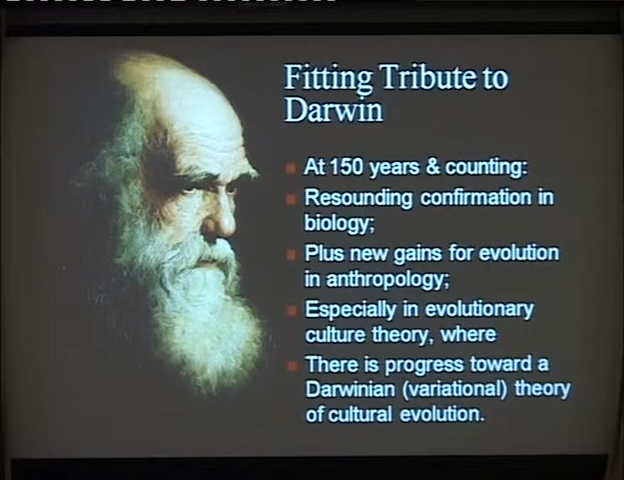 Fitting Tribute to
Darwin
At 150 years & counting:
Resounding confirmation in
biology;
Plus new gains for evolution
in anthropology;
Especially in evolutionary
culture theory, where
There is progress toward a
Darwinian (variational) theory
of cultural evolution.